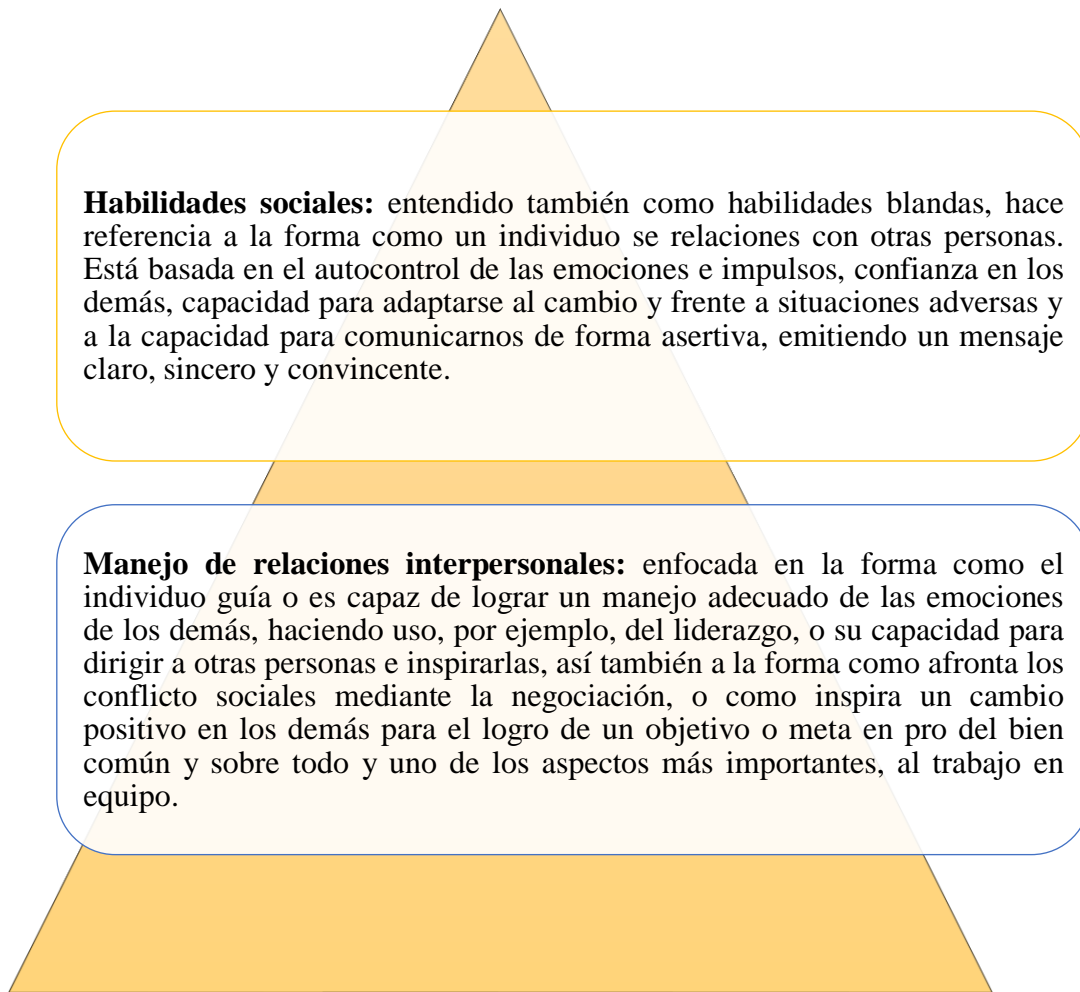 Habilidades sociales: entendido también como habilidades blandas, hace
referencia a la forma como un individuo se relaciones con otras personas.
Está basada en el autocontrol de las emociones e impulsos, confianza en los
demás, capacidad para adaptarse al cambio y frente a situaciones adversas y
a la capacidad para comunicarnos de forma asertiva, emitiendo un mensaje
claro, sincero y convincente.
Manejo de relaciones interpersonales: enfocada en la forma como el
individuo guía o es capaz de lograr un manejo adecuado de las emociones
de los demás, haciendo uso, por ejemplo, del liderazgo, o su capacidad para
dirigir a otras personas e inspirarlas, así también a la forma como afronta los
conflicto sociales mediante la negociación, o como inspira un cambio
positivo en los demás para el logro de un objetivo o meta en pro del bien
común y sobre todo y uno de los aspectos más importantes, al trabajo en
equipo.